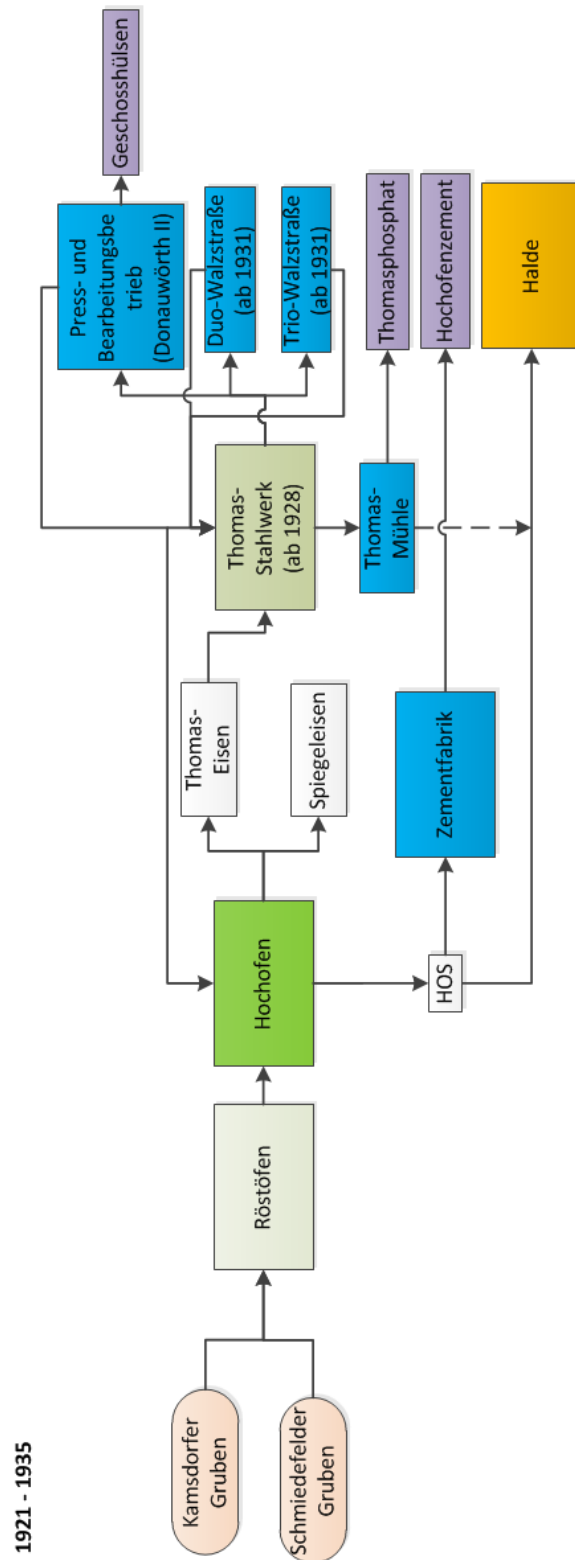 1921 - 1935
Kamsdorfer
Gruben
Schmiedefelder
Gruben
Röstöfen
Hochofen
Thomas-
Eisen
Spiegeleisen
HOS
Zementfabrik
Thomas-
Stahlwerk
(ab 1928)
Thomas-
Mühle
Press- und
Bearbeitungsbe
trieb
(Donauwörth II)
Duo-Walzstraße
(ab 1931)
Trio-Walzstraße
(ab 1931)
Geschosshülsen
Thomasphosphat
Hochofenzement
Halde